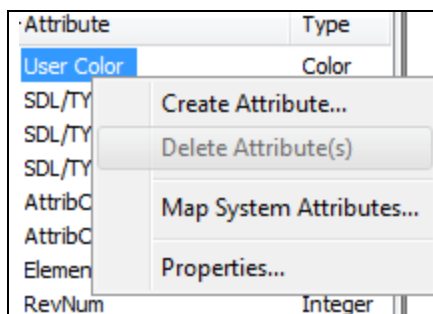 Attribute Type
User Color Color
SDL/TY
Create Attribute...
SDL/TY
Delete Attribute(s)
SDL/TY
AttribC
Map System Attributes...
AttribC
Elemen
Properties...
RevNum Integer